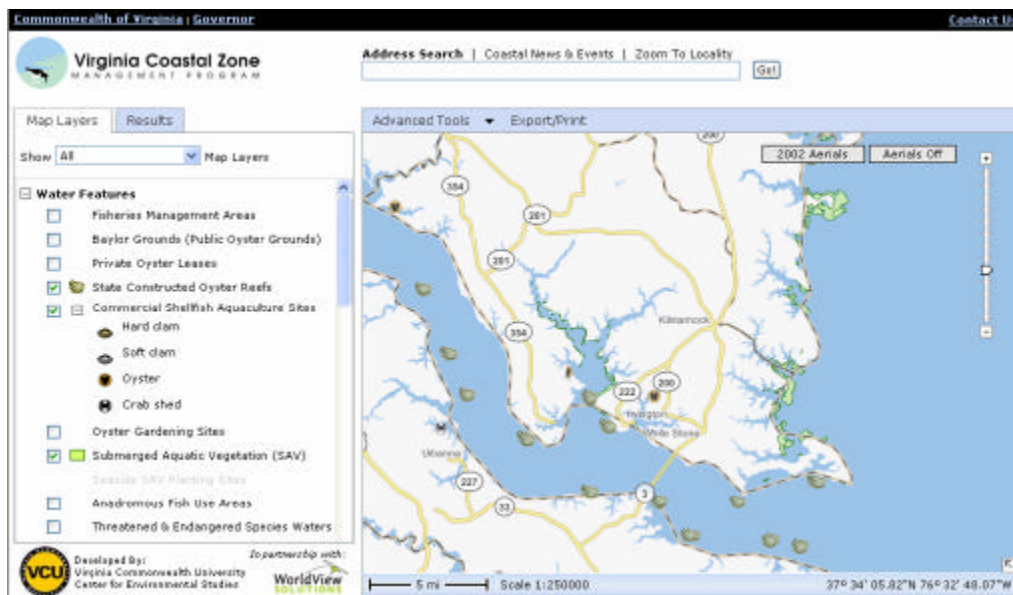 Commonwealth of Virginia | Governor
Contact Us
Virginia Coastal Zone
MANAGEMENT PROGRAM
Address Search | Coastal News & Events | Zoom To Locality
Go!
Map Layers Results
Advanced Tools Export/Print
Show All Map Layers
2002 Aerials Aerials Off
Water Features
Fisheries Management Areas
Baylor Grounds (Public Oyster Grounds)
Private Oyster Leases
State Constructed Oyster Reefs
Commercial Shellfish Aquaculture Sites
Hard clam
Soft clam
Oyster
Crab shed
Oyster Gardening Sites
Submerged Aquatic Vegetation (SAV)
Seaside SAV Planting Sites
Anadromous Fish Use Areas
Threatened & Endangered Species Waters
200
354
201
201
Kilmarnock
354
222
200
Irvington
White Stone
Urbanna
227
3
33
VCU
Developed By:
Virginia Commonwealth University
Center for Environmental Studies
In partnership with:
WorldView
SOLUTIONS
5 mi
Scale 1:250000
37º 34' 05.82"N 76º 32' 48.07"W